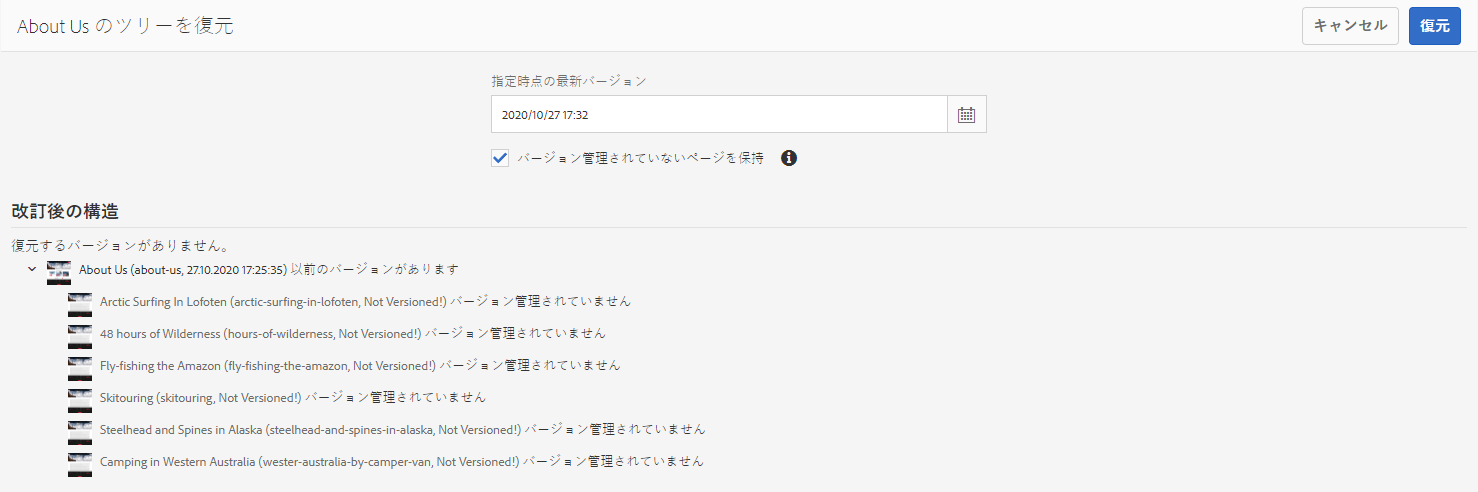 About Us のツリーを復元
キャンセル
復元
指定時点の最新バージョン
2020/10/27 17:32
バージョン管理されていないページを保持
改訂後の構造
復元するバージョンがありません。
About Us (about-us, 27.10.2020 17:25:35) 以前のバージョンがあります
Arctic Surfing In Lofoten (arctic-surfing-in-lofoten, Not Versioned!) バージョン管理されていません
48 hours of Wilderness (hours-of-wilderness, Not Versioned!) バージョン管理されていません
Fly-fishing the Amazon (fly-fishing-the-amazon, Not Versioned!) バージョン管理されていません
Skitouring (skitouring, Not Versioned!) バージョン管理されていません
Steelhead and Spines in Alaska (steelhead-and-spines-in-alaska, Not Versioned!) バージョン管理されていません
Camping in Western Australia (wester-australia-by-camper-van, Not Versioned!) バージョン管理されていません